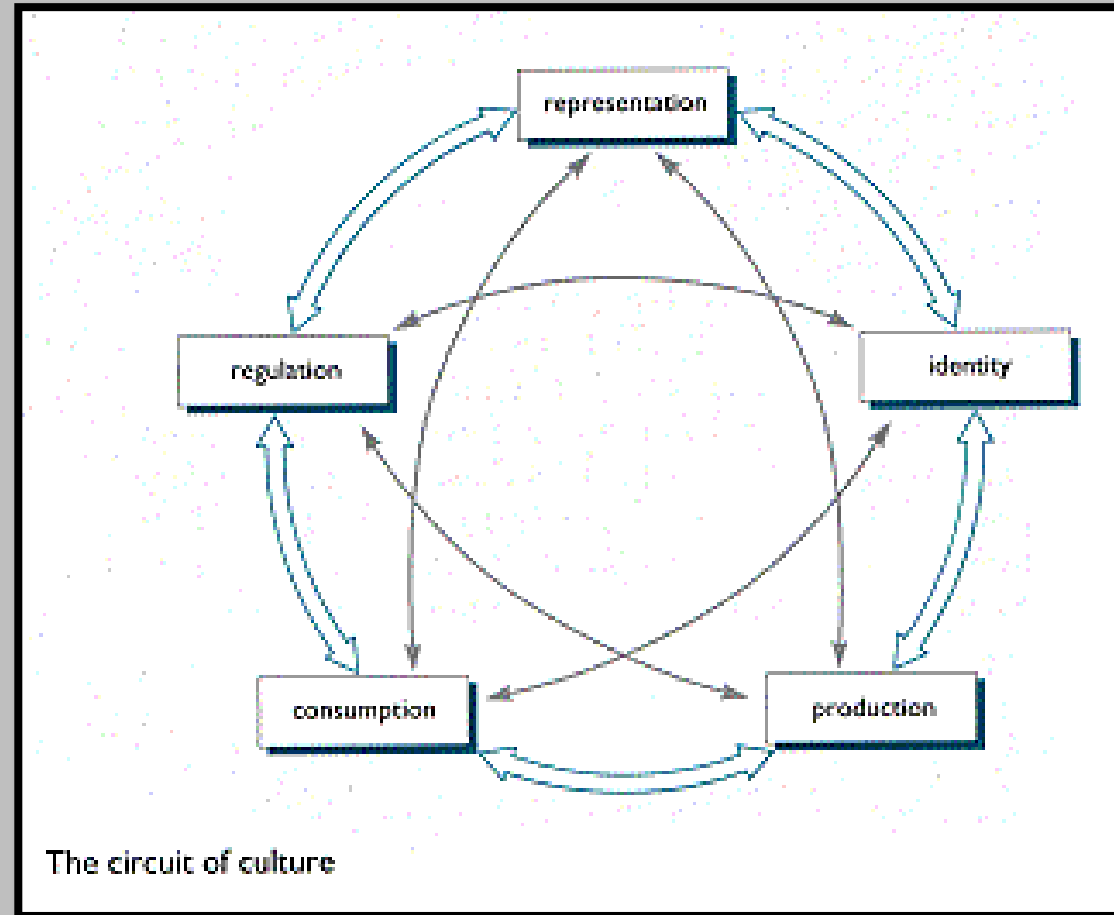 representation
regulation
identity
consumption
production
The circuit of culture